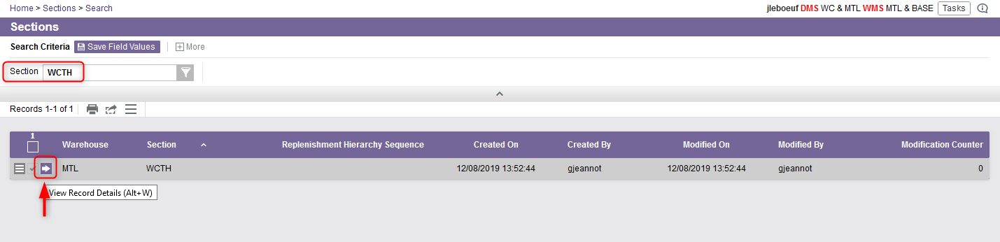 Home > Sections > Search
jleboeuf DMS WC & MTL WMS MTL & BASE Tasks
Sections
Search Criteria Save Field Values More
Section WCTH
Records 1-1 of 1
1
Warehouse Section Replenishment Hierarchy Sequence Created On Created By Modified On Modified By Modification Counter
MTL WCTH 12/08/2019 13:52:44 gjeannot 12/08/2019 13:52:44 gjeannot 0
View Record Details (Alt+W)